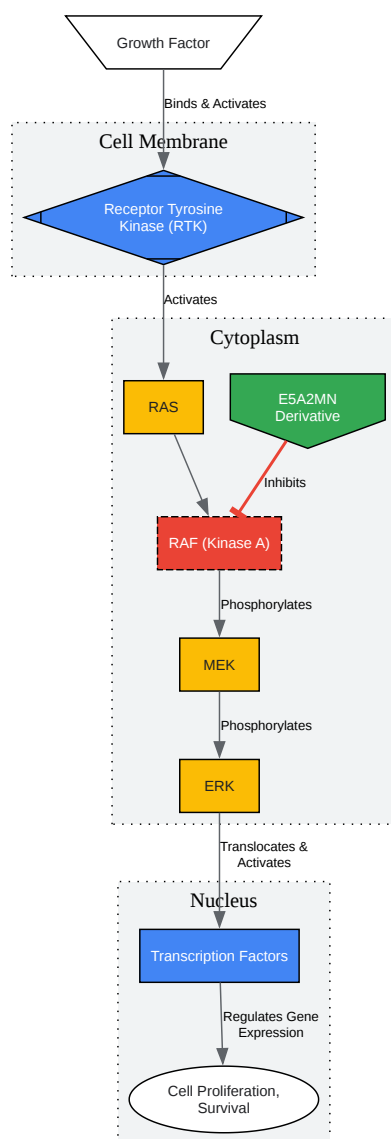 Growth Factor
Binds & Activates
Cell Membrane
Receptor Tyrosine
Kinase (RTK)
Activates
Cytoplasm
RAS
E5A2MN
Derivative
Inhibits
RAF (Kinase A)
Phosphorylates
MEK
Phosphorylates
ERK
Translocates &
Activates
Nucleus
Transcription Factors
Regulates Gene
Expression
Cell Proliferation,
Survival